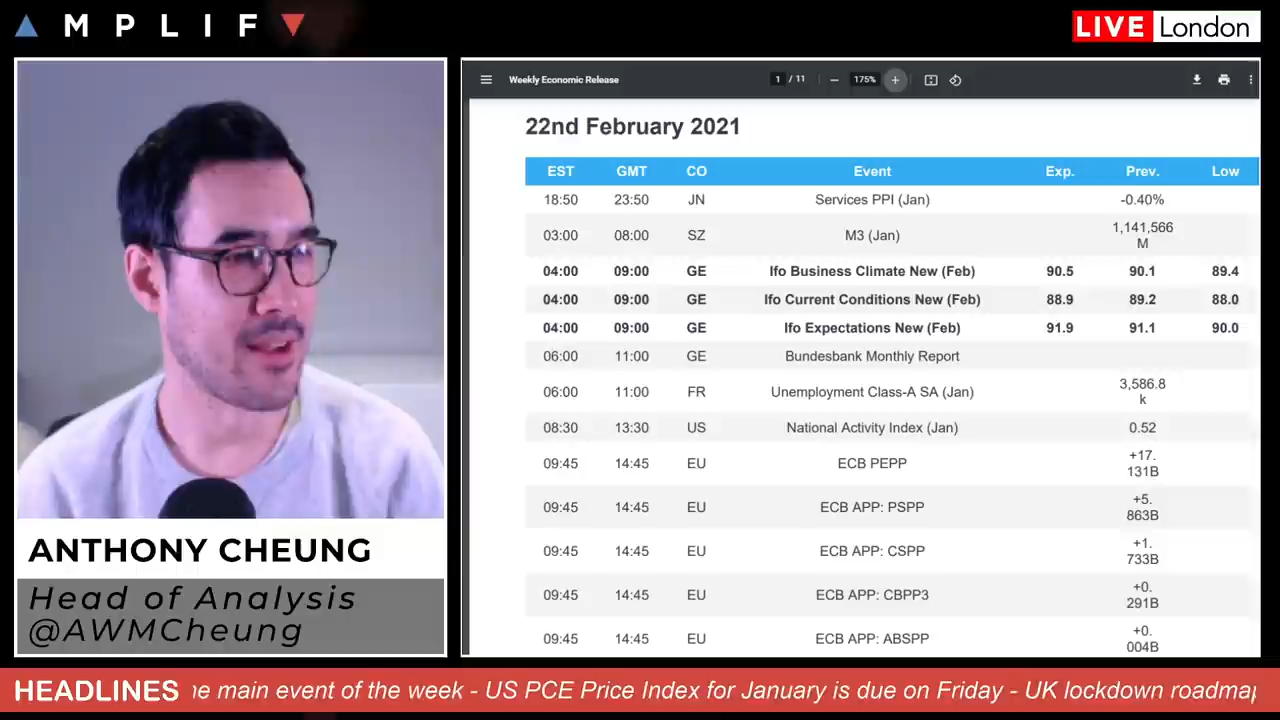 MPLIF
LIVE London
Weekly Economic Release
1 / 11
175%
22nd February 2021
EST GMT CO Event Exp. Prev. Low
18:50 23:50 JN Services PPI (Jan) -0.40%
03:00 08:00 SZ M3 (Jan) 1,141,566
M
04:00 09:00 GE Ifo Business Climate New (Feb) 90.5 90.1 89.4
04:00 09:00 GE Ifo Current Conditions New (Feb) 88.9 89.2 88.0
04:00 09:00 GE Ifo Expectations New (Feb) 91.9 91.1 90.0
06:00 11:00 GE Bundesbank Monthly Report
06:00 11:00 FR Unemployment Class-A SA (Jan) 3,586.8
k
08:30 13:30 US National Activity Index (Jan) 0.52
09:45 14:45 EU ECB PEPP +17.
131B
09:45 14:45 EU ECB APP: PSPP +5.
863B
09:45 14:45 EU ECB APP: CSPP +1.
733B
09:45 14:45 EU ECB APP: CBPP3 +0.
291B
09:45 14:45 EU ECB APP: ABSPP +0.
004B
ANTHONY CHEUNG
Head of Analysis
@AWMCheung
HEADLINES he main event of the week - US PCE Price Index for January is due on Friday - UK lockdown roadmap